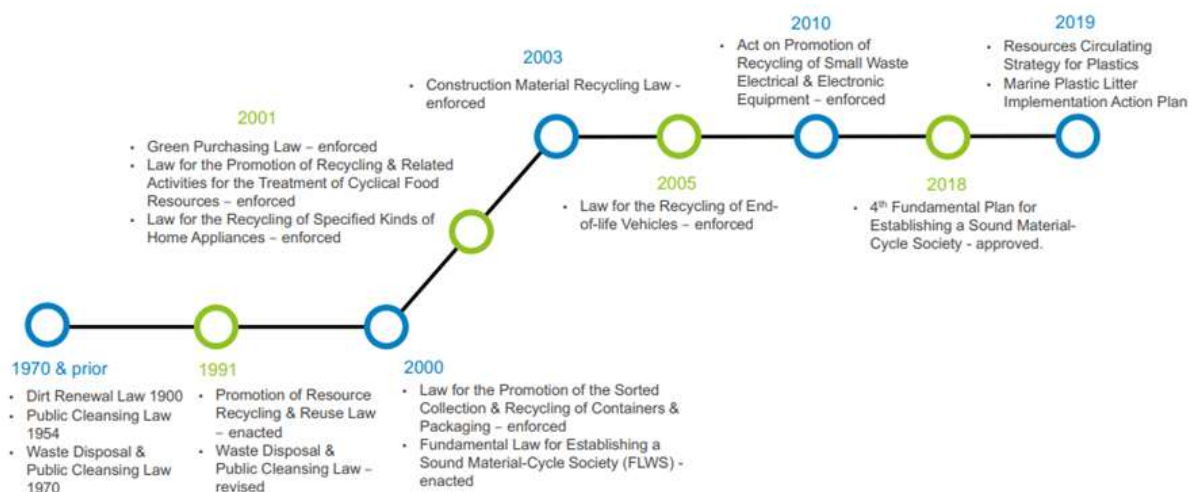 1970 & prior
• Dirt Renewal Law 1900
• Public Cleansing Law
1954
• Waste Disposal &
Public Cleansing Law
1970
1991
• Promotion of Resource
Recycling & Reuse Law
– enacted
• Waste Disposal &
Public Cleansing Law –
revised
2000
• Law for the Promotion of the Sorted
Collection & Recycling of Containers &
Packaging – enforced
• Fundamental Law for Establishing a
Sound Material-Cycle Society (FLWS) -
enacted
2001
• Green Purchasing Law – enforced
• Law for the Promotion of Recycling & Related
Activities for the Treatment of Cyclical Food
Resources – enforced
• Law for the Recycling of Specified Kinds of
Home Appliances – enforced
2003
• Construction Material Recycling Law -
enforced
2005
• Law for the Recycling of End-
of-life Vehicles – enforced
2010
• Act on Promotion of
Recycling of Small Waste
Electrical & Electronic
Equipment – enforced
2018
• 4th Fundamental Plan for
Establishing a Sound Material-
Cycle Society - approved.
2019
• Resources Circulating
Strategy for Plastics
• Marine Plastic Litter
Implementation Action Plan